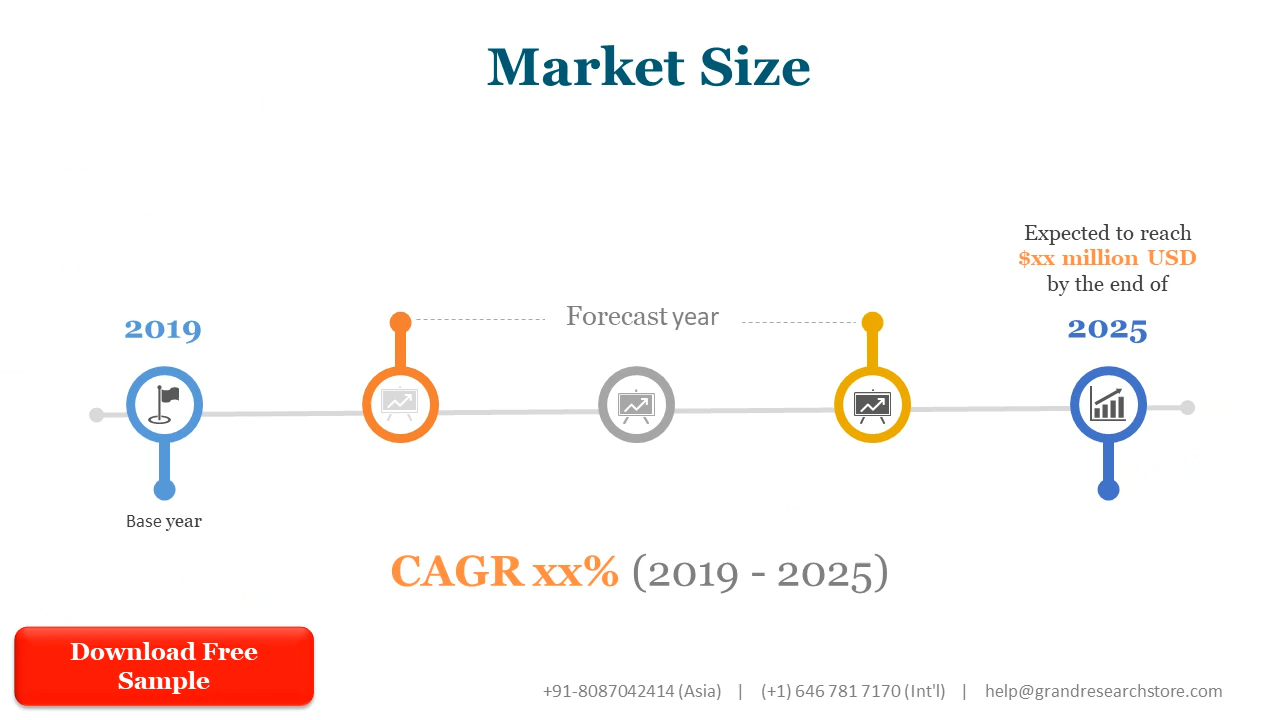 Market Size
Expected to reach
$xx million USD
by the end of
2019
Forecast year
2025
Base year
CAGR xx% (2019 - 2025)
Download Free
Sample
+91-8087042414 (Asia) | (+1) 646 781 7170 (Int'l) | help@grandresearchstore.com